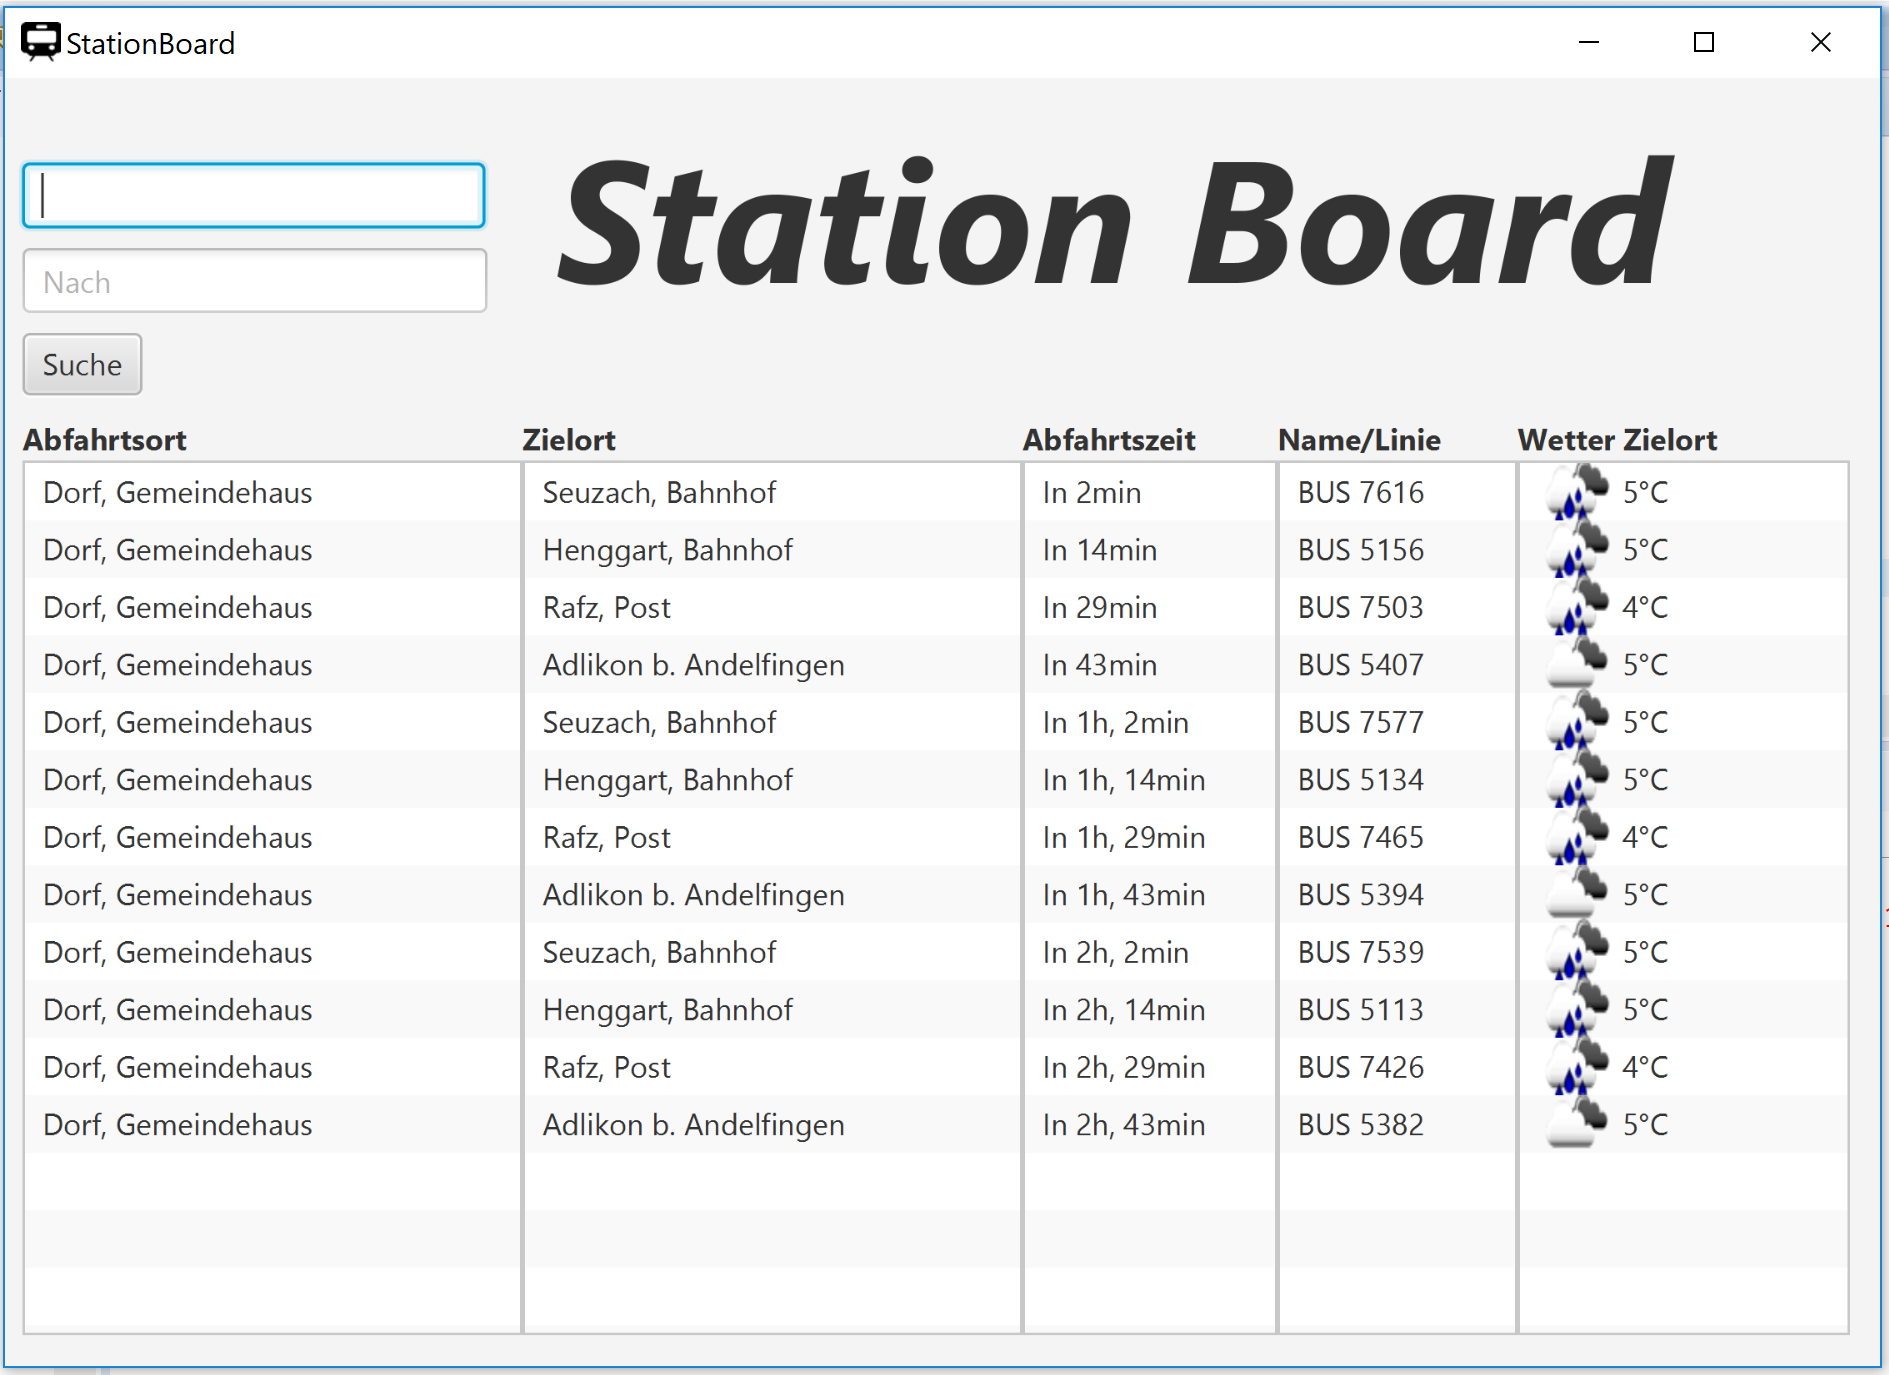 StationBoard
Station Board
Nach
Suche
Abfahrtsort Zielort Abfahrtszeit Name/Linie Wetter Zielort
Dorf, Gemeindehaus Seuzach, Bahnhof In 2min BUS 7616 5°C
Dorf, Gemeindehaus Henggart, Bahnhof In 14min BUS 5156 5°C
Dorf, Gemeindehaus Rafz, Post In 29min BUS 7503 4°C
Dorf, Gemeindehaus Adlikon b. Andelfingen In 43min BUS 5407 5°C
Dorf, Gemeindehaus Seuzach, Bahnhof In 1h, 2min BUS 7577 5°C
Dorf, Gemeindehaus Henggart, Bahnhof In 1h, 14min BUS 5134 5°C
Dorf, Gemeindehaus Rafz, Post In 1h, 29min BUS 7465 4°C
Dorf, Gemeindehaus Adlikon b. Andelfingen In 1h, 43min BUS 5394 5°C
Dorf, Gemeindehaus Seuzach, Bahnhof In 2h, 2min BUS 7539 5°C
Dorf, Gemeindehaus Henggart, Bahnhof In 2h, 14min BUS 5113 5°C
Dorf, Gemeindehaus Rafz, Post In 2h, 29min BUS 7426 4°C
Dorf, Gemeindehaus Adlikon b. Andelfingen In 2h, 43min BUS 5382 5°C